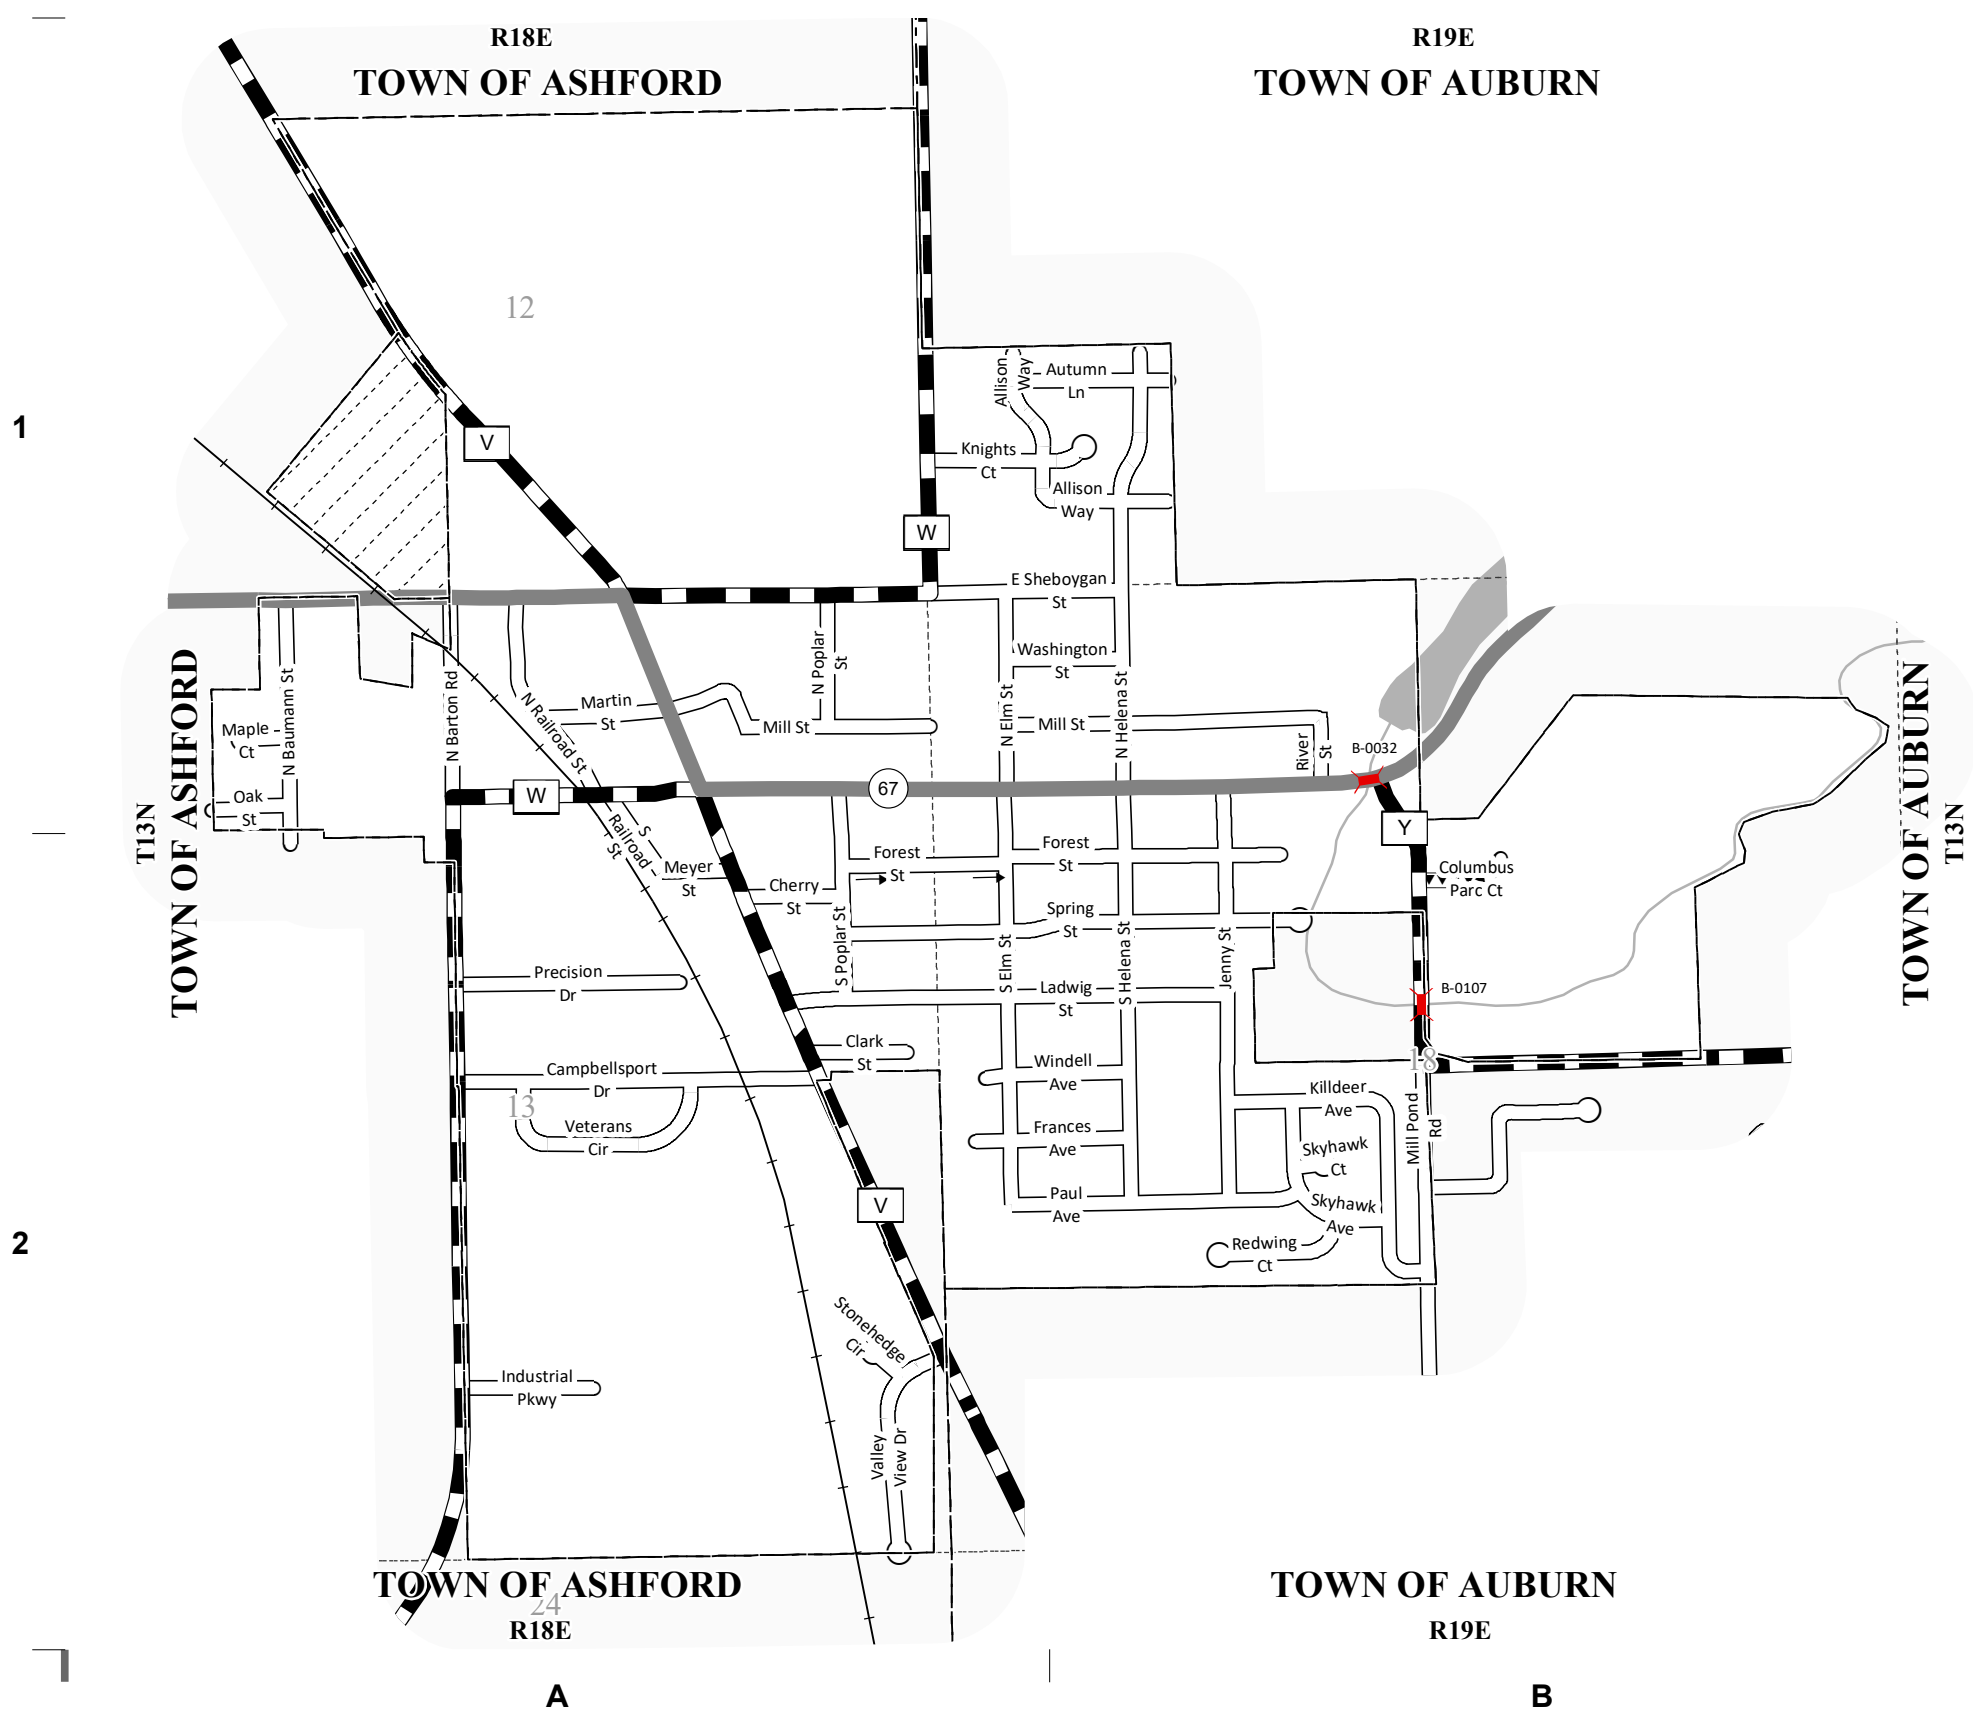 R18E
R19E
TOWN OF ASHFORD
TOWN OF AUBURN
12
Allison
Way
Autumn
Ln
1
V
Knights
Ct
Allison
Way
W
E Sheboygan
St
N Poplar
St
Washington
St
TOWN OF ASHFORD
T13N
N Baumann St
N Barton Rd
Maple
Ct
Oak
St
N Railroad St
Martin
St
Mill St
N Elm St
Mill St
N Helena St
River
St
B-0032
TOWN OF AUBURN
T13N
W
67
Y
S
Railroad
St
Meyer
St
Cherry
St
Forest
St
Forest
St
Columbus
Parc Ct
S Poplar St
Spring
St
S Elm St
S Helena St
Jenny St
Precision
Dr
Ladwig
St
B-0107
Clark
St
Windell
Ave
18
Campbellsport
Dr
13
Veterans
Cir
Killdeer
Ave
Frances
Ave
Skyhawk
Ct
Mill Pond
Rd
Paul
Ave
Skyhawk
Ave
V
2
Redwing
Ct
Stonehedge
Cir
Industrial
Pkwy
Valley
View Dr
TOWN OF ASHFORD
TOWN OF AUBURN
24
R18E
R19E
A
B